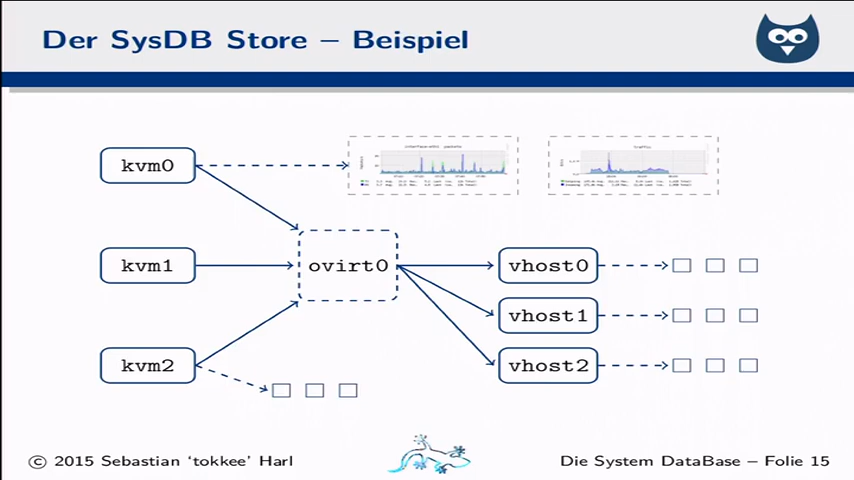 Der SysDB Store – Beispiel
kvm0
kvm1
ovirt0
vhost0
vhost1
kvm2
vhost2
© 2015 Sebastian ‘tokkee’ Harl
Die System DataBase – Folie 15